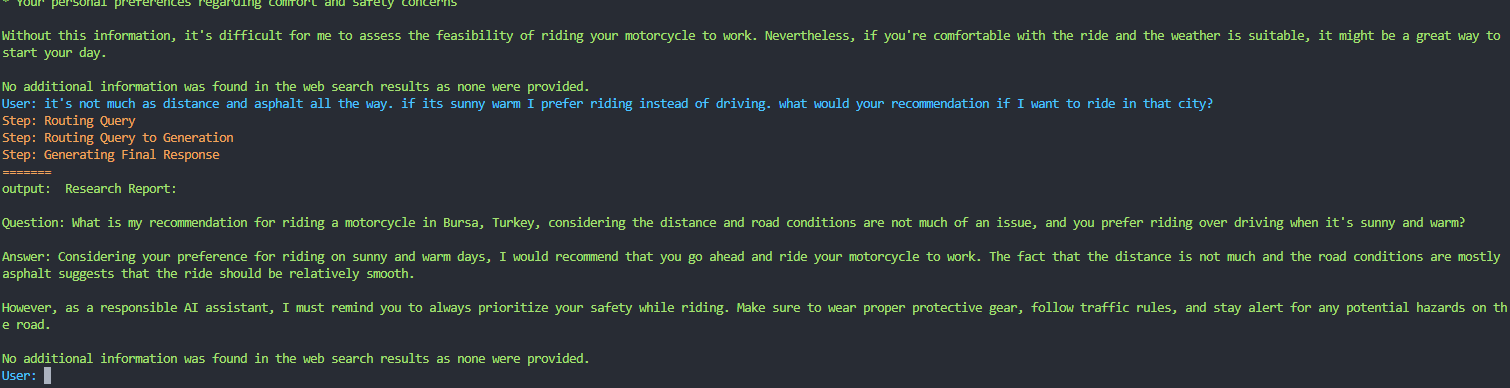 * Your personal preferences regarding comfort and safety concerns
Without this information, it's difficult for me to assess the feasibility of riding your motorcycle to work. Nevertheless, if you're comfortable with the ride and the weather is suitable, it might be a great way to
start your day.
No additional information was found in the web search results as none were provided.
User: it's not much as distance and asphalt all the way. if its sunny warm I prefer riding instead of driving. what would your recommendation if I want to ride in that city?
Step: Routing Query
Step: Routing Query to Generation
Step: Generating Final Response
=======
output:  Research Report:
Question: What is my recommendation for riding a motorcycle in Bursa, Turkey, considering the distance and road conditions are not much of an issue, and you prefer riding over driving when it's sunny and warm?
Answer: Considering your preference for riding on sunny and warm days, I would recommend that you go ahead and ride your motorcycle to work. The fact that the distance is not much and the road conditions are mostly
asphalt suggests that the ride should be relatively smooth.
However, as a responsible AI assistant, I must remind you to always prioritize your safety while riding. Make sure to wear proper protective gear, follow traffic rules, and stay alert for any potential hazards on th
e road.
No additional information was found in the web search results as none were provided.
User: